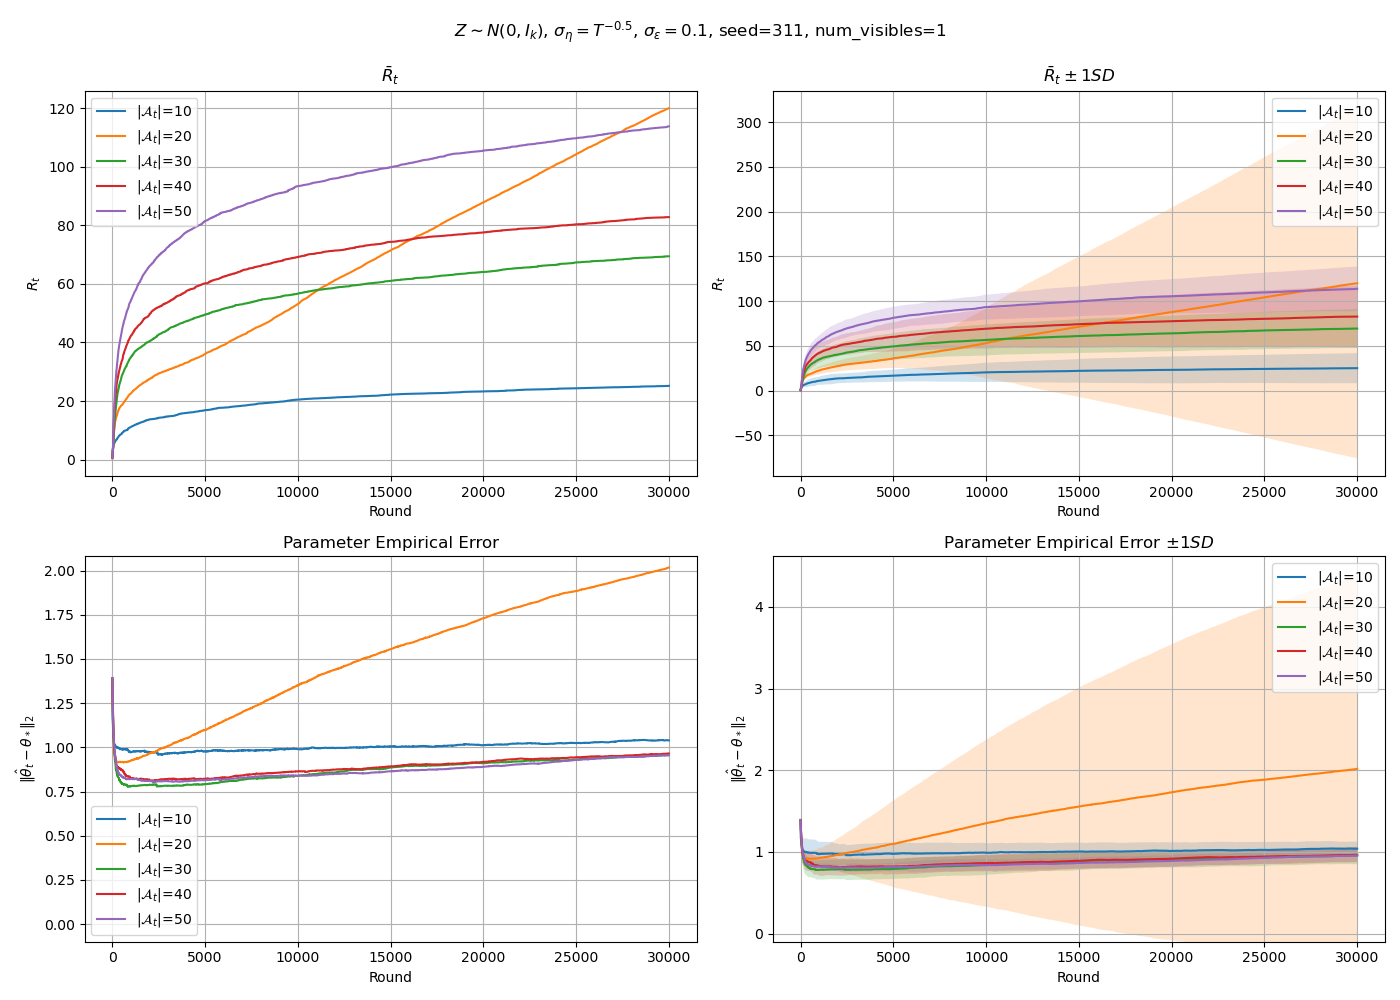 Z ∼ N(0, I_k), σ_η = T^{−0.5}, σ_ε = 0.1, seed=311, num_visibles=1
R̄_t
R_t
120
100
80
60
40
20
0
|𝒜_t|=10
|𝒜_t|=20
|𝒜_t|=30
|𝒜_t|=40
|𝒜_t|=50
0 5000 10000 15000 20000 25000 30000
Round
R̄_t ± 1SD
R_t
300
250
200
150
100
50
0
−50
|𝒜_t|=10
|𝒜_t|=20
|𝒜_t|=30
|𝒜_t|=40
|𝒜_t|=50
0 5000 10000 15000 20000 25000 30000
Round
Parameter Empirical Error
‖θ̂_t − θ_*‖_2
2.00
1.75
1.50
1.25
1.00
0.75
0.50
0.25
0.00
|𝒜_t|=10
|𝒜_t|=20
|𝒜_t|=30
|𝒜_t|=40
|𝒜_t|=50
0 5000 10000 15000 20000 25000 30000
Round
Parameter Empirical Error ±1SD
‖θ̂_t − θ_*‖_2
4
3
2
1
0
|𝒜_t|=10
|𝒜_t|=20
|𝒜_t|=30
|𝒜_t|=40
|𝒜_t|=50
0 5000 10000 15000 20000 25000 30000
Round